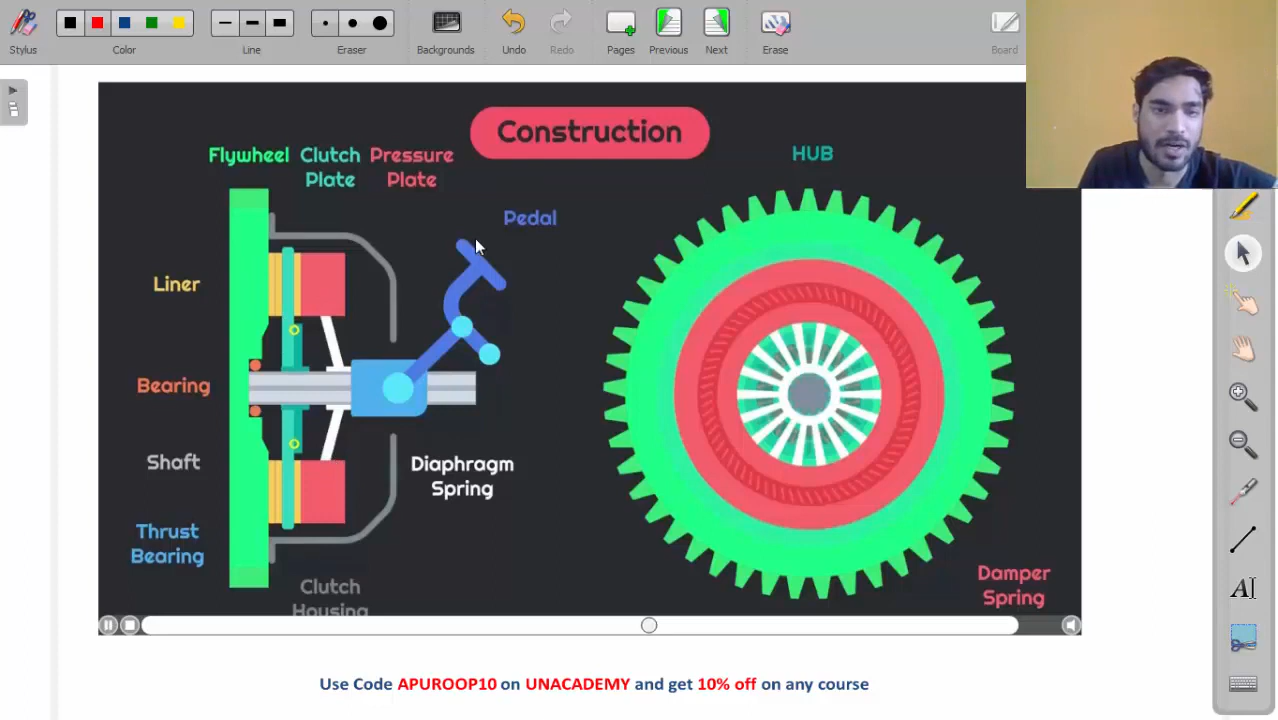 Stylus
Color
Line
Eraser
Backgrounds
Undo
Redo
Pages
Previous
Next
Erase
Board
Construction
Flywheel
Clutch
Plate
Pressure
Plate
HUB
Pedal
Liner
Bearing
Shaft
Diaphragm
Spring
Thrust
Bearing
Clutch
Housing
Damper
Spring
A
Use Code APUROOP10 on UNACADEMY and get 10% off on any course